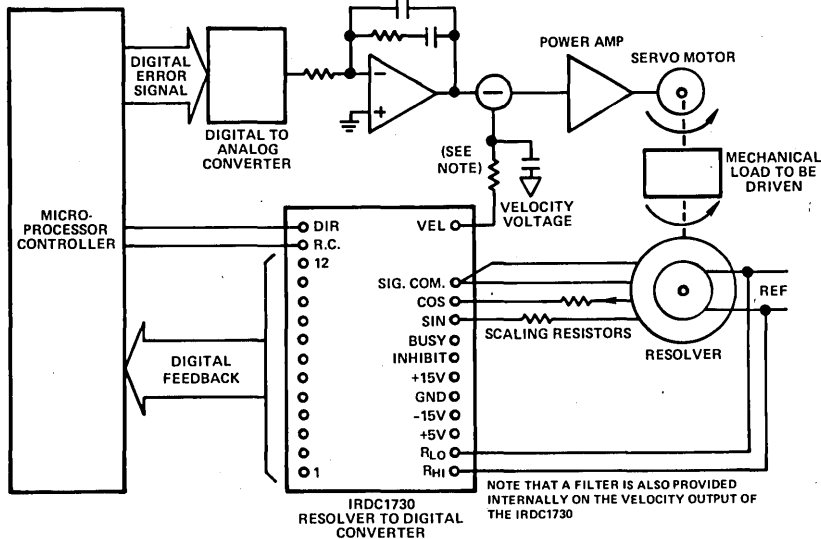 MICRO-
PROCESSOR
CONTROLLER
DIGITAL
ERROR
SIGNAL
DIGITAL TO
ANALOG
CONVERTER
−
+
−
POWER AMP
SERVO MOTOR
(SEE
NOTE)
VELOCITY
VOLTAGE
MECHANICAL
LOAD TO BE
DRIVEN
DIR
R.C.
12
1
VEL
SIG. COM.
COS
SIN
BUSY
INHIBIT
+15V
GND
-15V
+5V
RLO
RHI
SCALING RESISTORS
REF
RESOLVER
DIGITAL
FEEDBACK
IRDC1730
RESOLVER TO DIGITAL
CONVERTER
NOTE THAT A FILTER IS ALSO PROVIDED
INTERNALLY ON THE VELOCITY OUTPUT OF
THE IRDC1730